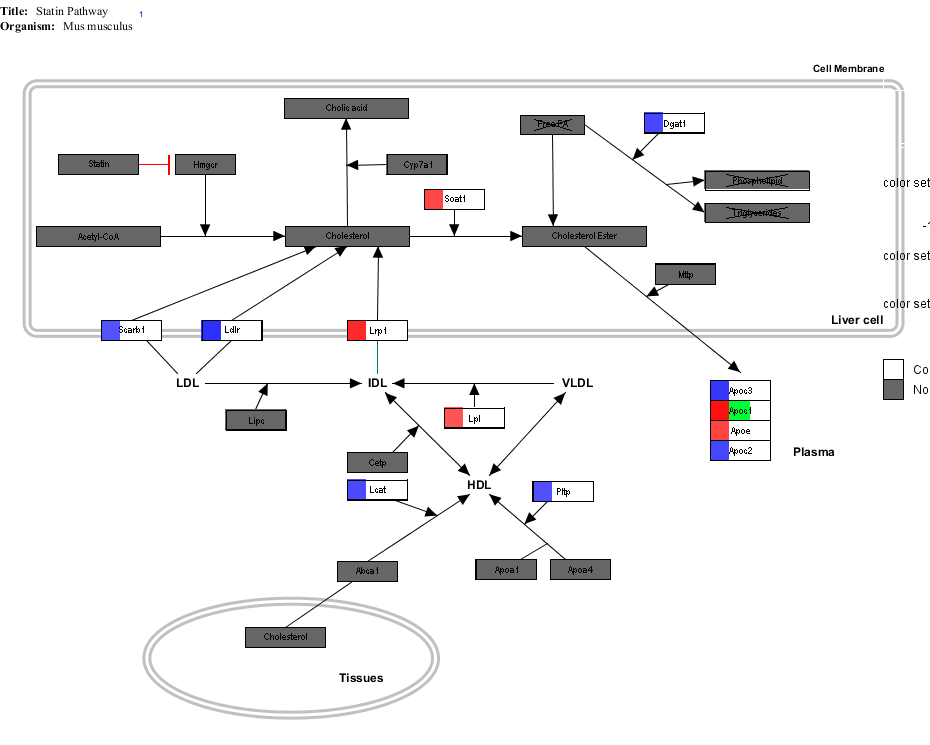 Title: Statin Pathway 1
Organism: Mus musculus
Cell Membrane
Cholic acid
Free FA
Dgat1
Statin
Hmgcr
Cyp7a1
Phospholipid
color set
Soat1
Triglycerides
-1
Acetyl-CoA
Cholesterol
Cholesterol Ester
color set
Mttp
color set
Liver cell
Scarb1
Ldlr
Lrp1
LDL
IDL
VLDL
Co
No
Apoc3
Apoc1
Apoe
Apoc2
Lipc
Lpl
Plasma
Cetp
Lcat
HDL
Pltp
Abca1
Apoa1
Apoa4
Cholesterol
Tissues